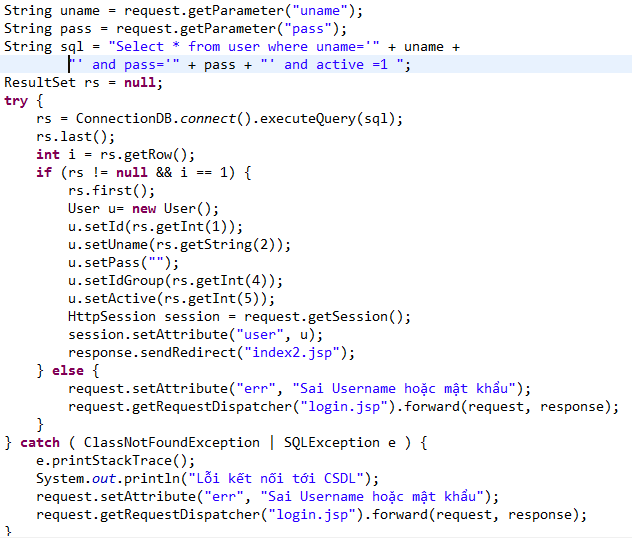 String uname = request.getParameter("uname");
String pass = request.getParameter("pass");
String sql = "Select * from user where uname='" + uname +
        "' and pass='" + pass + "' and active =1 ";
ResultSet rs = null;
try {
    rs = ConnectionDB.connect().executeQuery(sql);
    rs.last();
    int i = rs.getRow();
    if (rs != null && i == 1) {
        rs.first();
        User u= new User();
        u.setId(rs.getInt(1));
        u.setUname(rs.getString(2));
        u.setPass("");
        u.setIdGroup(rs.getInt(4));
        u.setActive(rs.getInt(5));
        HttpSession session = request.getSession();
        session.setAttribute("user", u);
        response.sendRedirect("index2.jsp");
    } else {
        request.setAttribute("err", "Sai Username hoặc mật khẩu");
        request.getRequestDispatcher("login.jsp").forward(request, response);
    }
} catch ( ClassNotFoundException | SQLException e ) {
    e.printStackTrace();
    System.out.println("Lỗi kết nối tới CSDL");
    request.setAttribute("err", "Sai Username hoặc mật khẩu");
    request.getRequestDispatcher("login.jsp").forward(request, response);
}